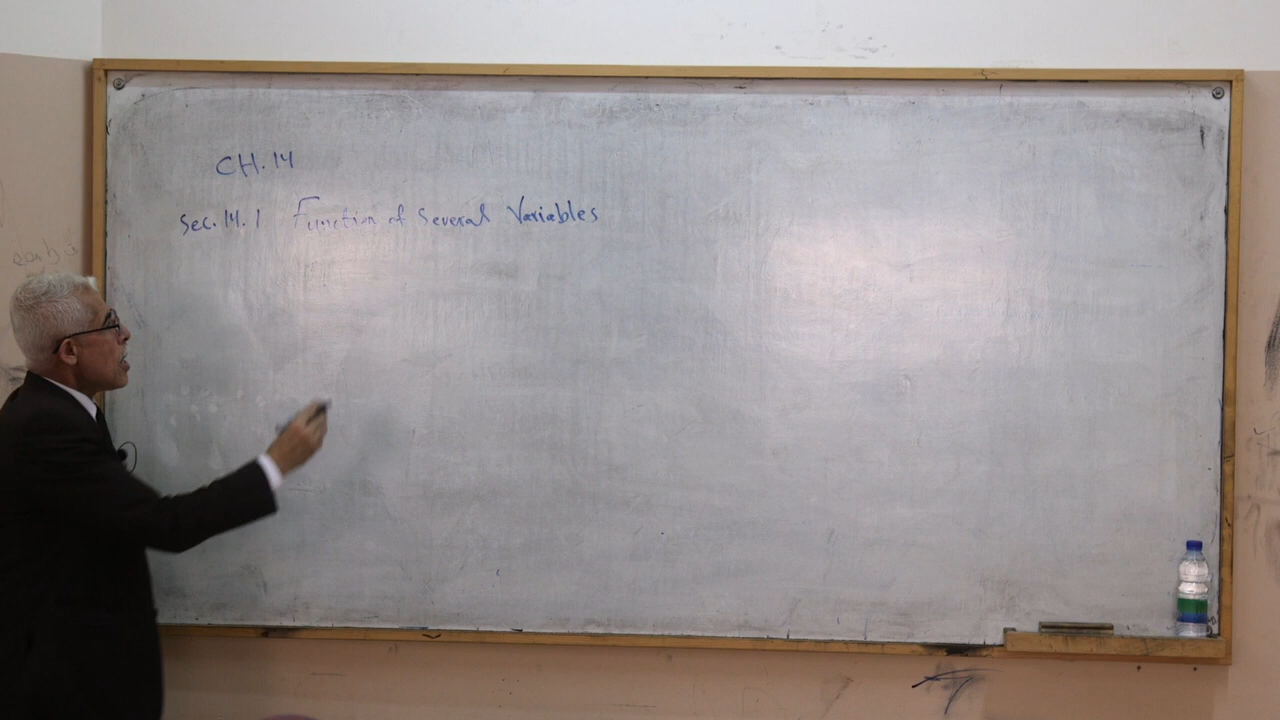 CH.14
Sec.14.1 Function of Several Variables